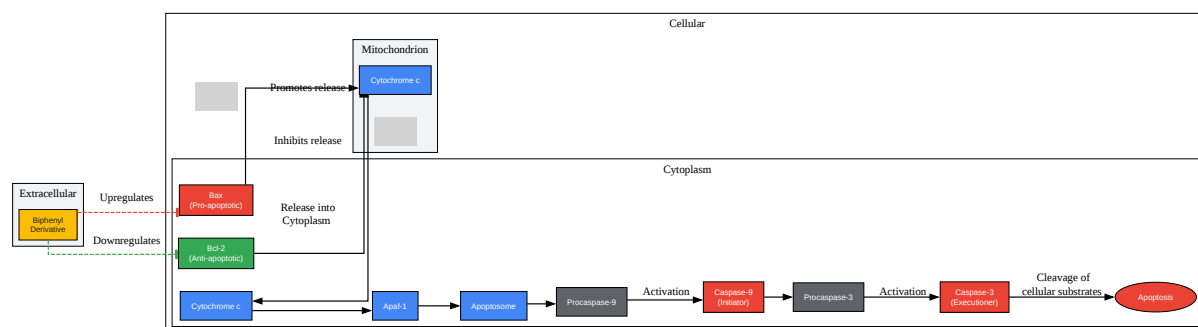 Cellular
Mitochondrion
Cytochrome c
Promotes release
Inhibits release
Cytoplasm
Extracellular
Biphenyl
Derivative
Upregulates
Downregulates
Bax
(Pro-apoptotic)
Release into
Cytoplasm
Bcl-2
(Anti-apoptotic)
Cytochrome c
Apaf-1
Apoptosome
Procaspase-9
Activation
Caspase-9
(Initiator)
Procaspase-3
Activation
Caspase-3
(Executioner)
Cleavage of
cellular substrates
Apoptosis